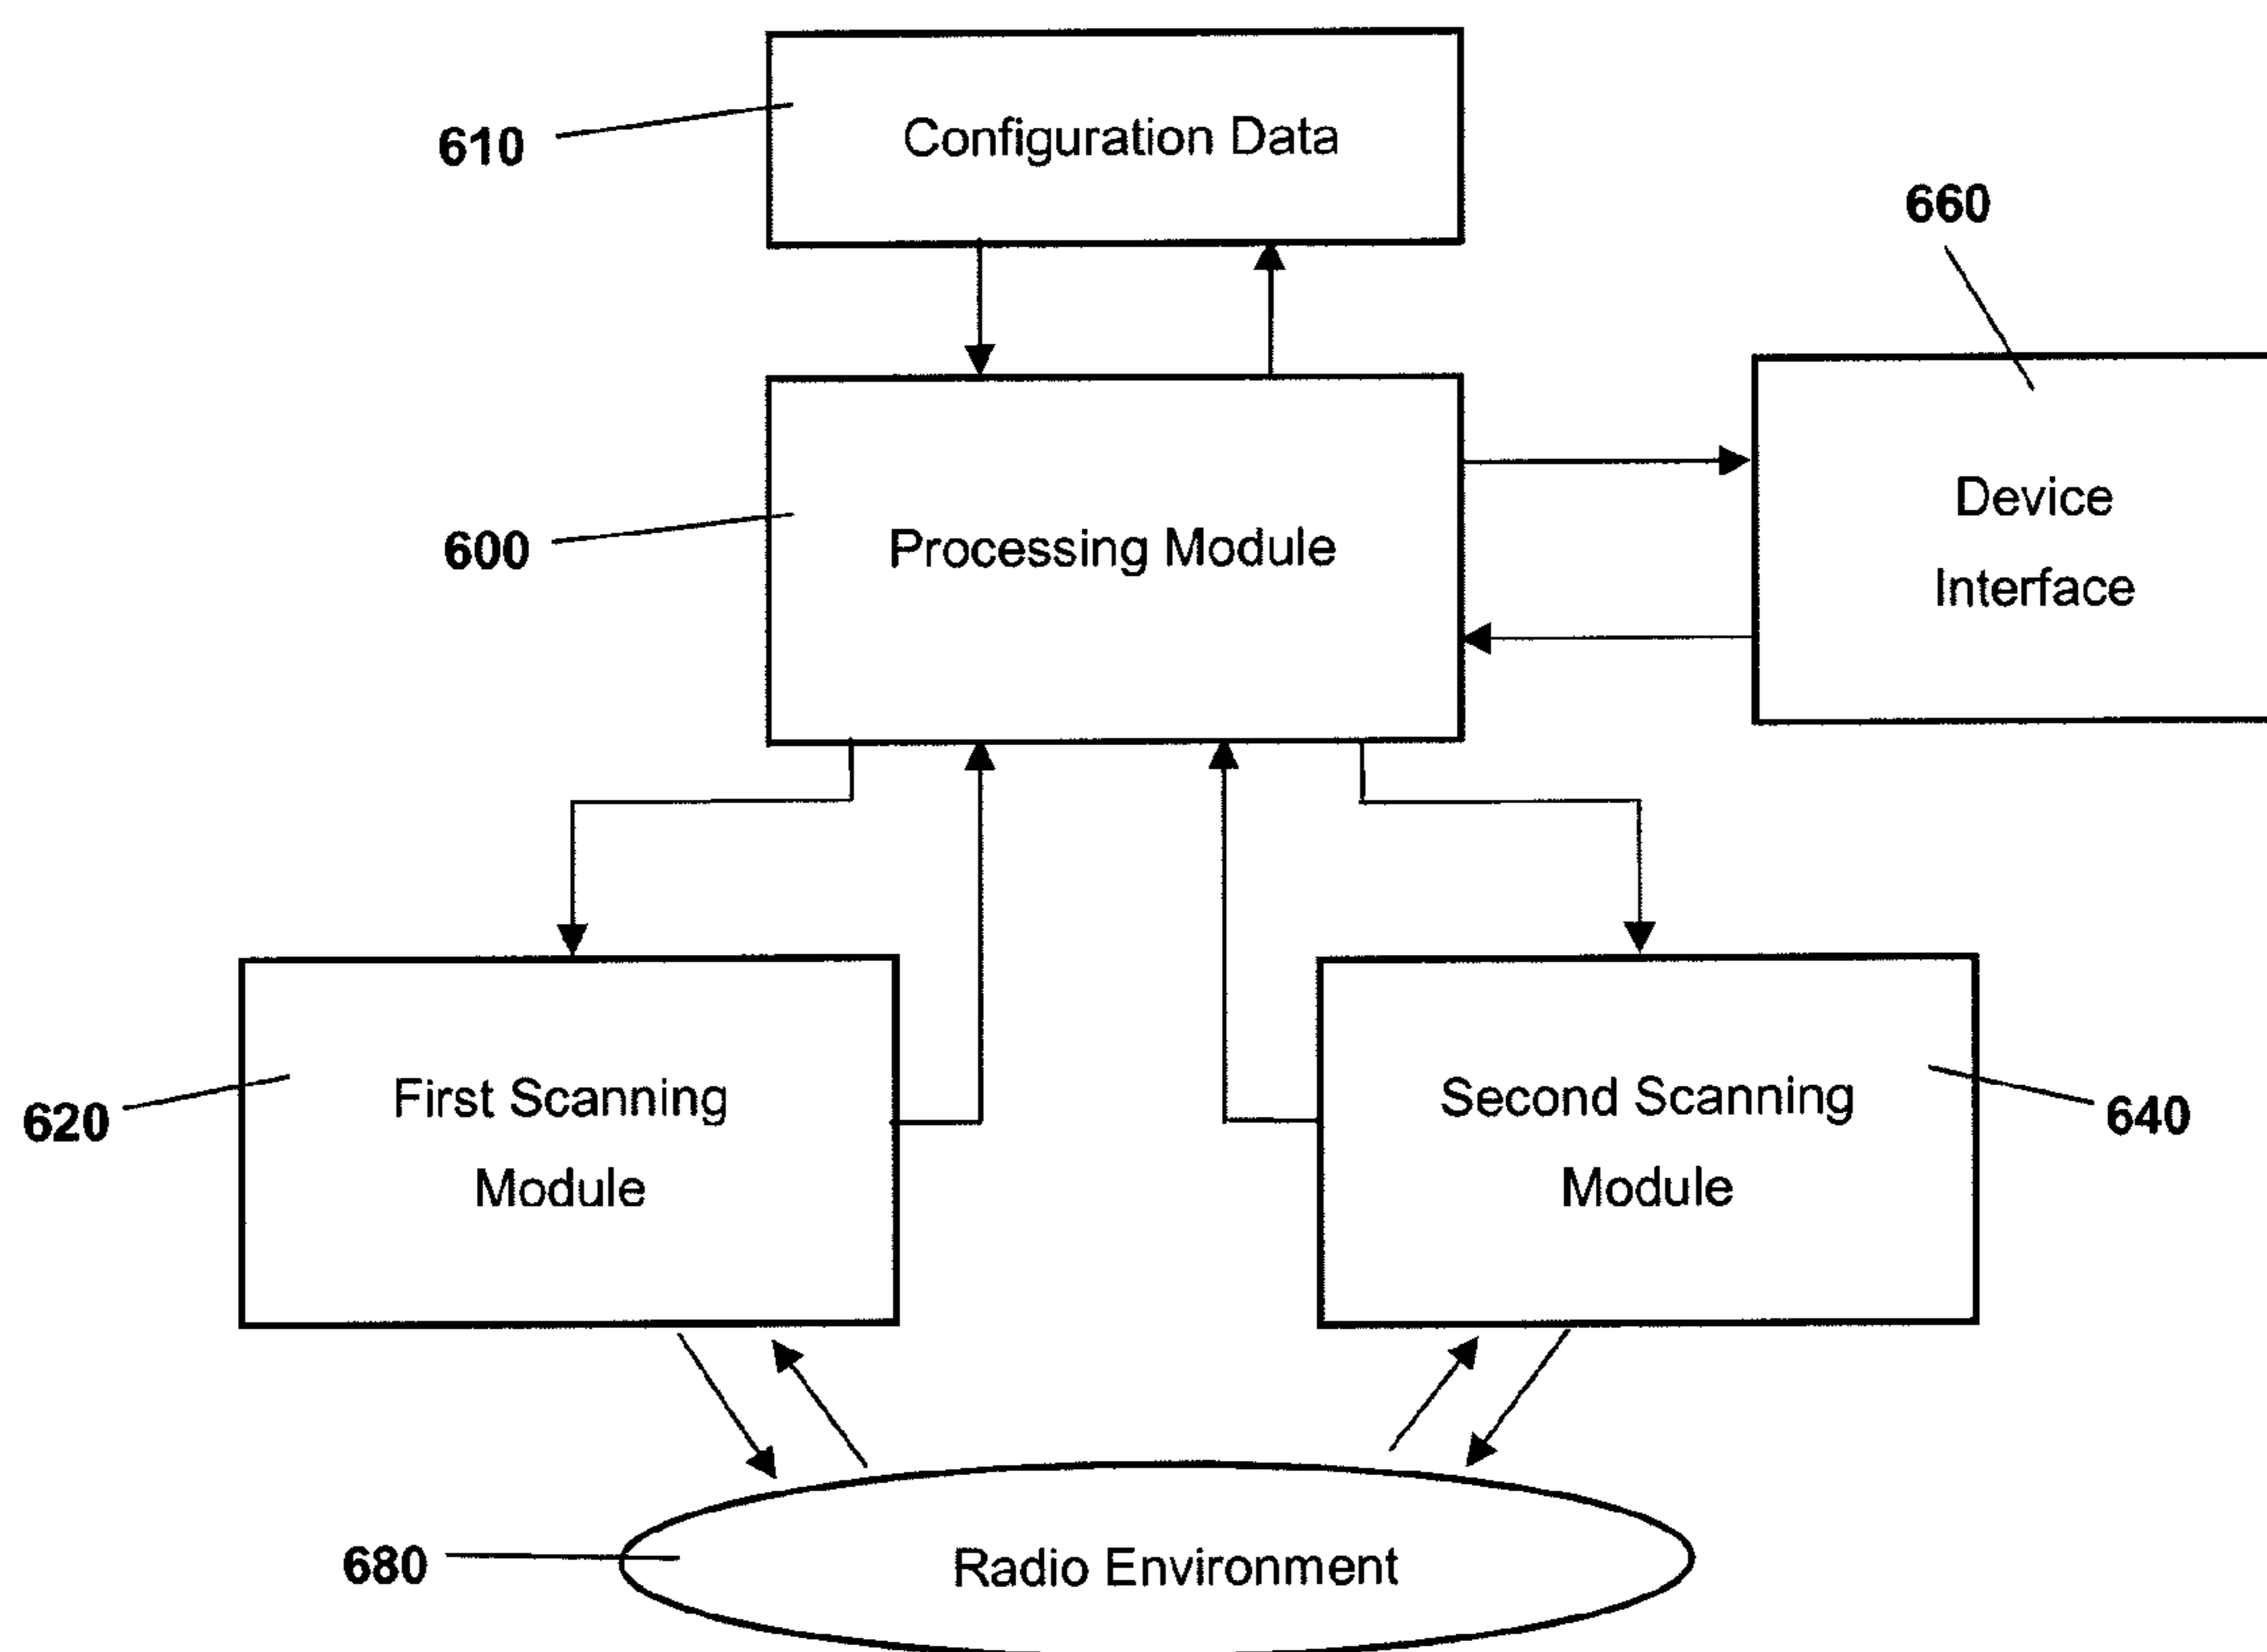 610
Configuration Data
660
600
Processing Module
Device
Interface
620
First Scanning
Module
Second Scanning
Module
640
680
Radio Environment